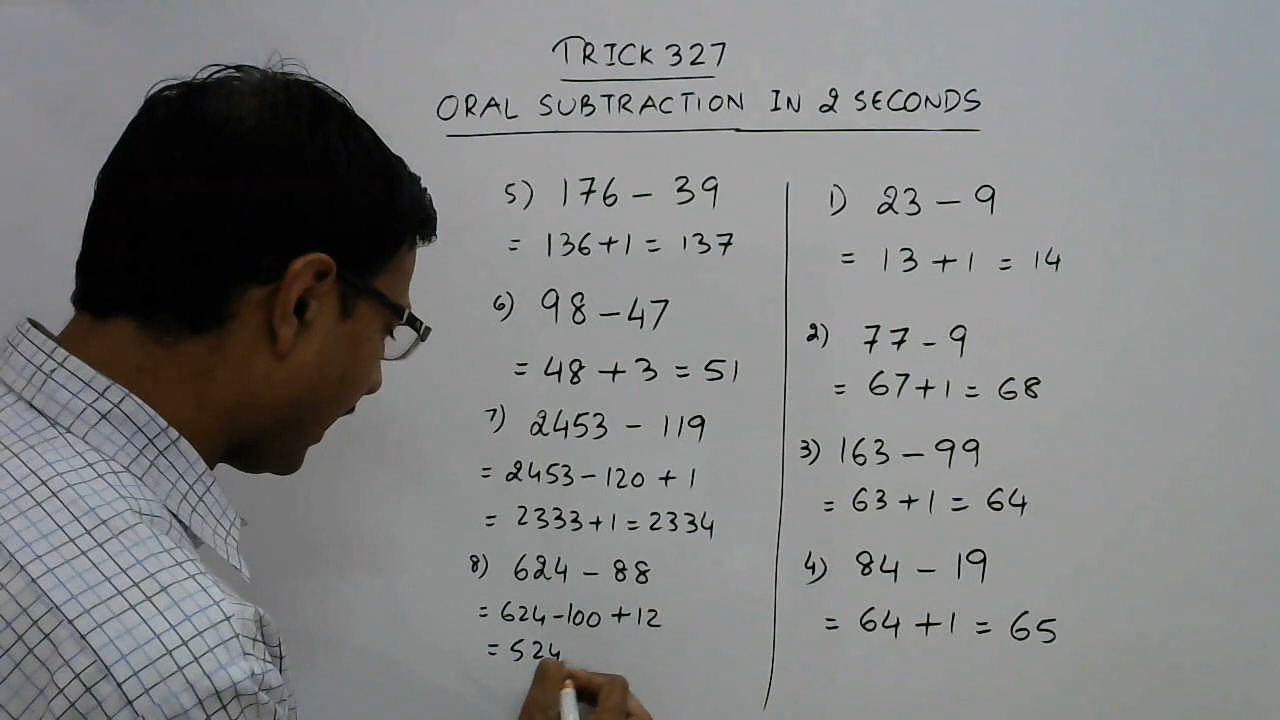 TRICK 327
ORAL SUBTRACTION IN 2 SECONDS
5) 176 - 39
= 136 + 1 = 137
6) 98 - 47
= 48 + 3 = 51
7) 2453 - 119
= 2453 - 120 + 1
= 2333 + 1 = 2334
8) 624 - 88
= 624 - 100 + 12
= 524
1) 23 - 9
= 13 + 1 = 14
2) 77 - 9
= 67 + 1 = 68
3) 163 - 99
= 63 + 1 = 64
4) 84 - 19
= 64 + 1 = 65